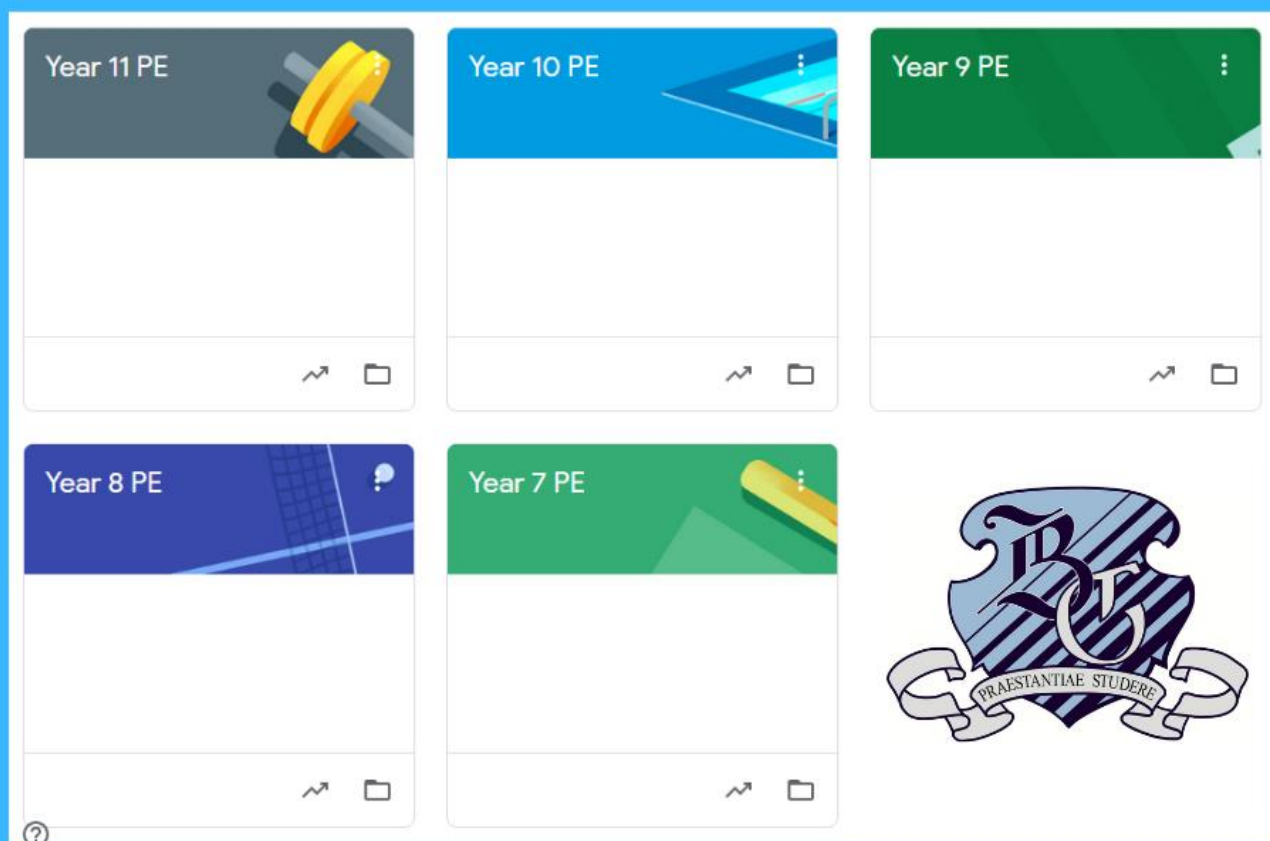 Year 11 PE
Year 10 PE
Year 9 PE
Year 8 PE
Year 7 PE
B
PRAESTANTIAE STUDERE